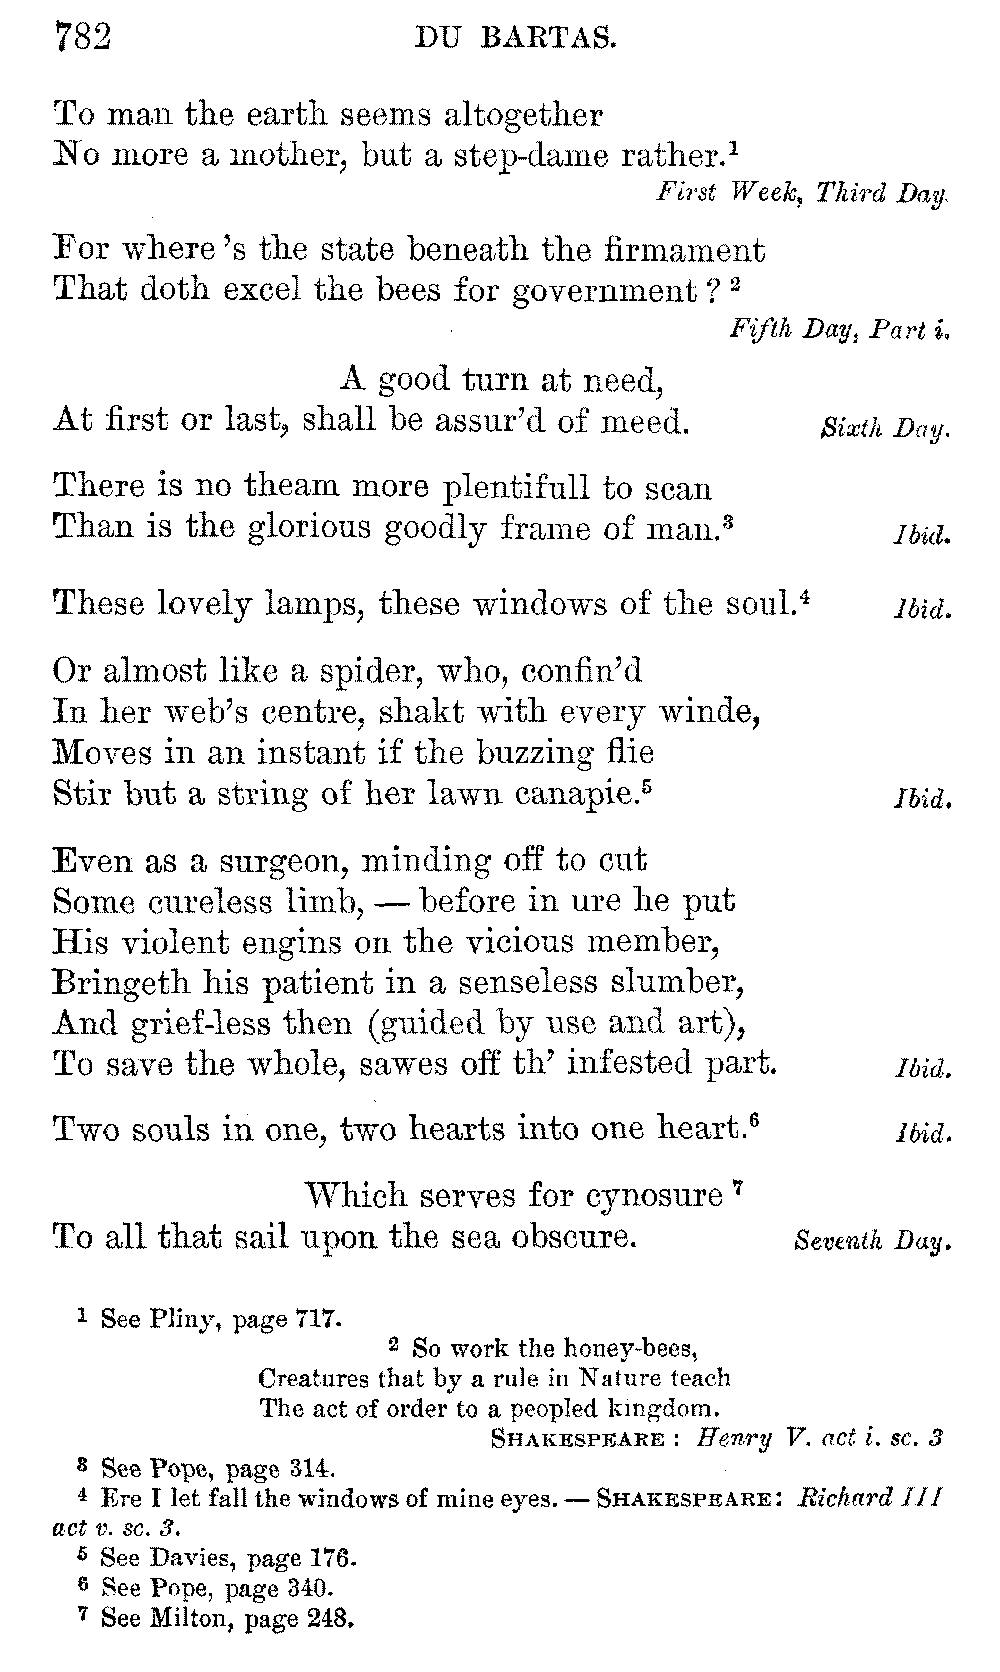 782 DU BARTAS.
To man the earth seems altogether
No more a mother, but a step-dame rather.¹
First Week, Third Day.
For where 's the state beneath the firmament
That doth excel the bees for government ? ²
Fifth Day, Part i.
A good turn at need,
At first or last, shall be assur'd of meed. Sixth Day.
There is no theam more plentifull to scan
Than is the glorious goodly frame of man.³ Ibid.
These lovely lamps, these windows of the soul.⁴ Ibid.
Or almost like a spider, who, confin'd
In her web's centre, shakt with every winde,
Moves in an instant if the buzzing flie
Stir but a string of her lawn canapie.⁵ Ibid.
Even as a surgeon, minding off to cut
Some cureless limb, — before in ure he put
His violent engins on the vicious member,
Bringeth his patient in a senseless slumber,
And grief-less then (guided by use and art),
To save the whole, sawes off th' infested part. Ibid.
Two souls in one, two hearts into one heart.⁶ Ibid.
Which serves for cynosure ⁷
To all that sail upon the sea obscure. Seventh Day.
¹ See Pliny, page 717.
² So work the honey-bees,
Creatures that by a rule in Nature teach
The act of order to a peopled kingdom.
SHAKESPEARE : Henry V. act i. sc. 3
³ See Pope, page 314.
⁴ Ere I let fall the windows of mine eyes. — SHAKESPEARE: Richard III
act v. sc. 3.
⁵ See Davies, page 176.
⁶ See Pope, page 340.
⁷ See Milton, page 248.